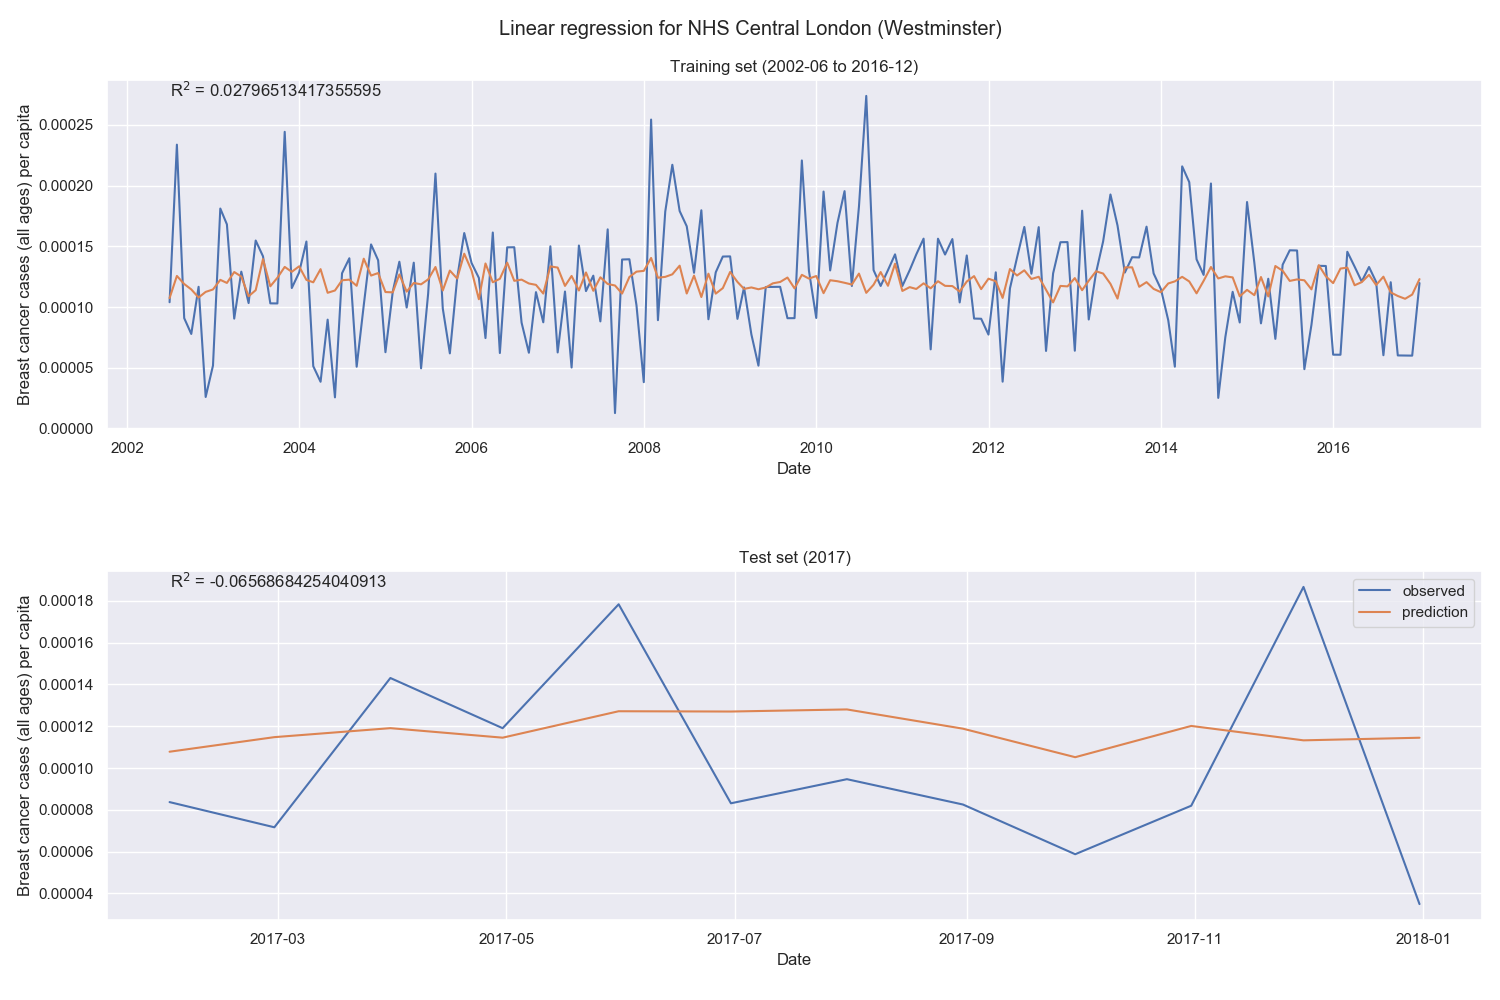 Linear regression for NHS Central London (Westminster)
Training set (2002-06 to 2016-12)
R² = 0.02796513417355595
Breast cancer cases (all ages) per capita
0.00025
0.00020
0.00015
0.00010
0.00005
0.00000
2002 2004 2006 2008 2010 2012 2014 2016
Date
Test set (2017)
R² = -0.06568684254040913
observed
prediction
Breast cancer cases (all ages) per capita
0.00018
0.00016
0.00014
0.00012
0.00010
0.00008
0.00006
0.00004
2017-03 2017-05 2017-07 2017-09 2017-11 2018-01
Date